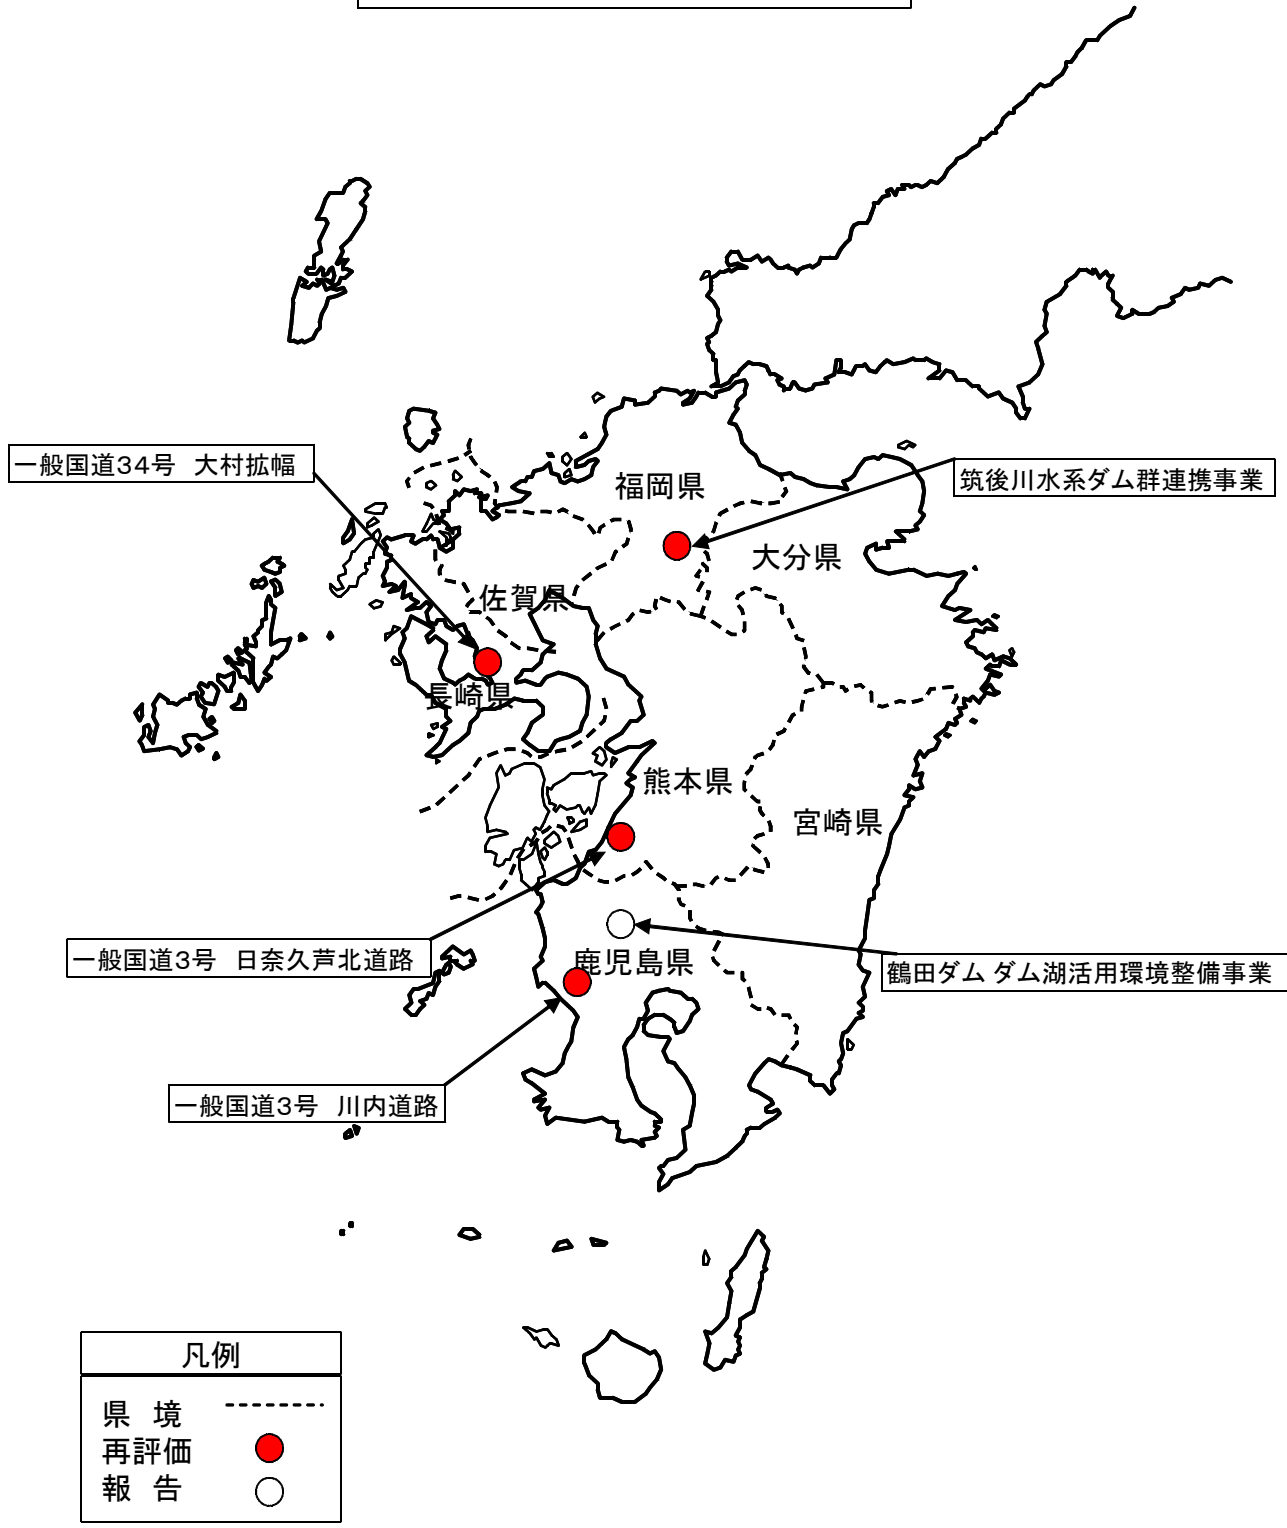 一般国道34号　大村拡幅
福岡県
筑後川水系ダム群連携事業
大分県
佐賀県
長崎県
熊本県
宮崎県
一般国道3号　日奈久芦北道路
鹿児島県
鶴田ダム ダム湖活用環境整備事業
一般国道3号　川内道路
凡例
県　境
再評価
報　告